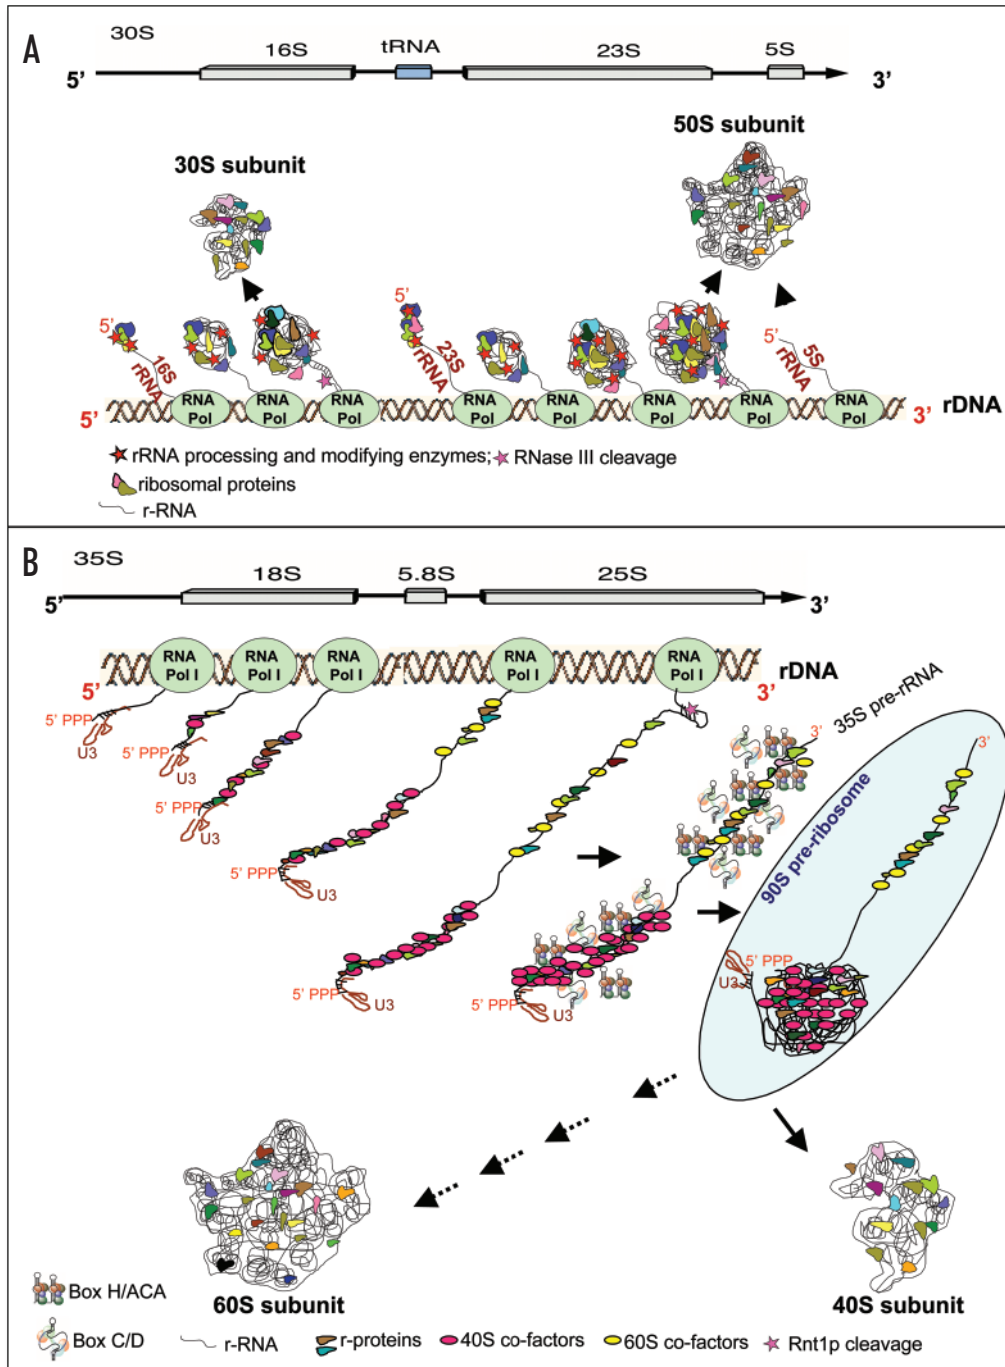 A
30S
16S
tRNA
23S
5S
5’
3’
50S subunit
30S subunit
5’
5’
5’
16S
rRNA
23S
rRNA
5S
rRNA
RNA
Pol
RNA
Pol
RNA
Pol
RNA
Pol
RNA
Pol
RNA
Pol
RNA
Pol
RNA
Pol
5’
3’
rDNA
rRNA processing and modifying enzymes;
RNase III cleavage
ribosomal proteins
r-RNA
B
35S
18S
5.8S
25S
5’
3’
RNA
Pol I
RNA
Pol I
RNA
Pol I
RNA
Pol I
RNA
Pol I
rDNA
5’
3’
5’ PPP
U3
5’ PPP
U3
5’ PPP
U3
5’ PPP
U3
5’ PPP
U3
5’ PPP
U3
3’
35S pre-rRNA
90S pre-ribosome
3’
5’ PPP
U3
60S subunit
40S subunit
Box H/ACA
Box C/D
r-RNA
r-proteins
40S co-factors
60S co-factors
Rnt1p cleavage